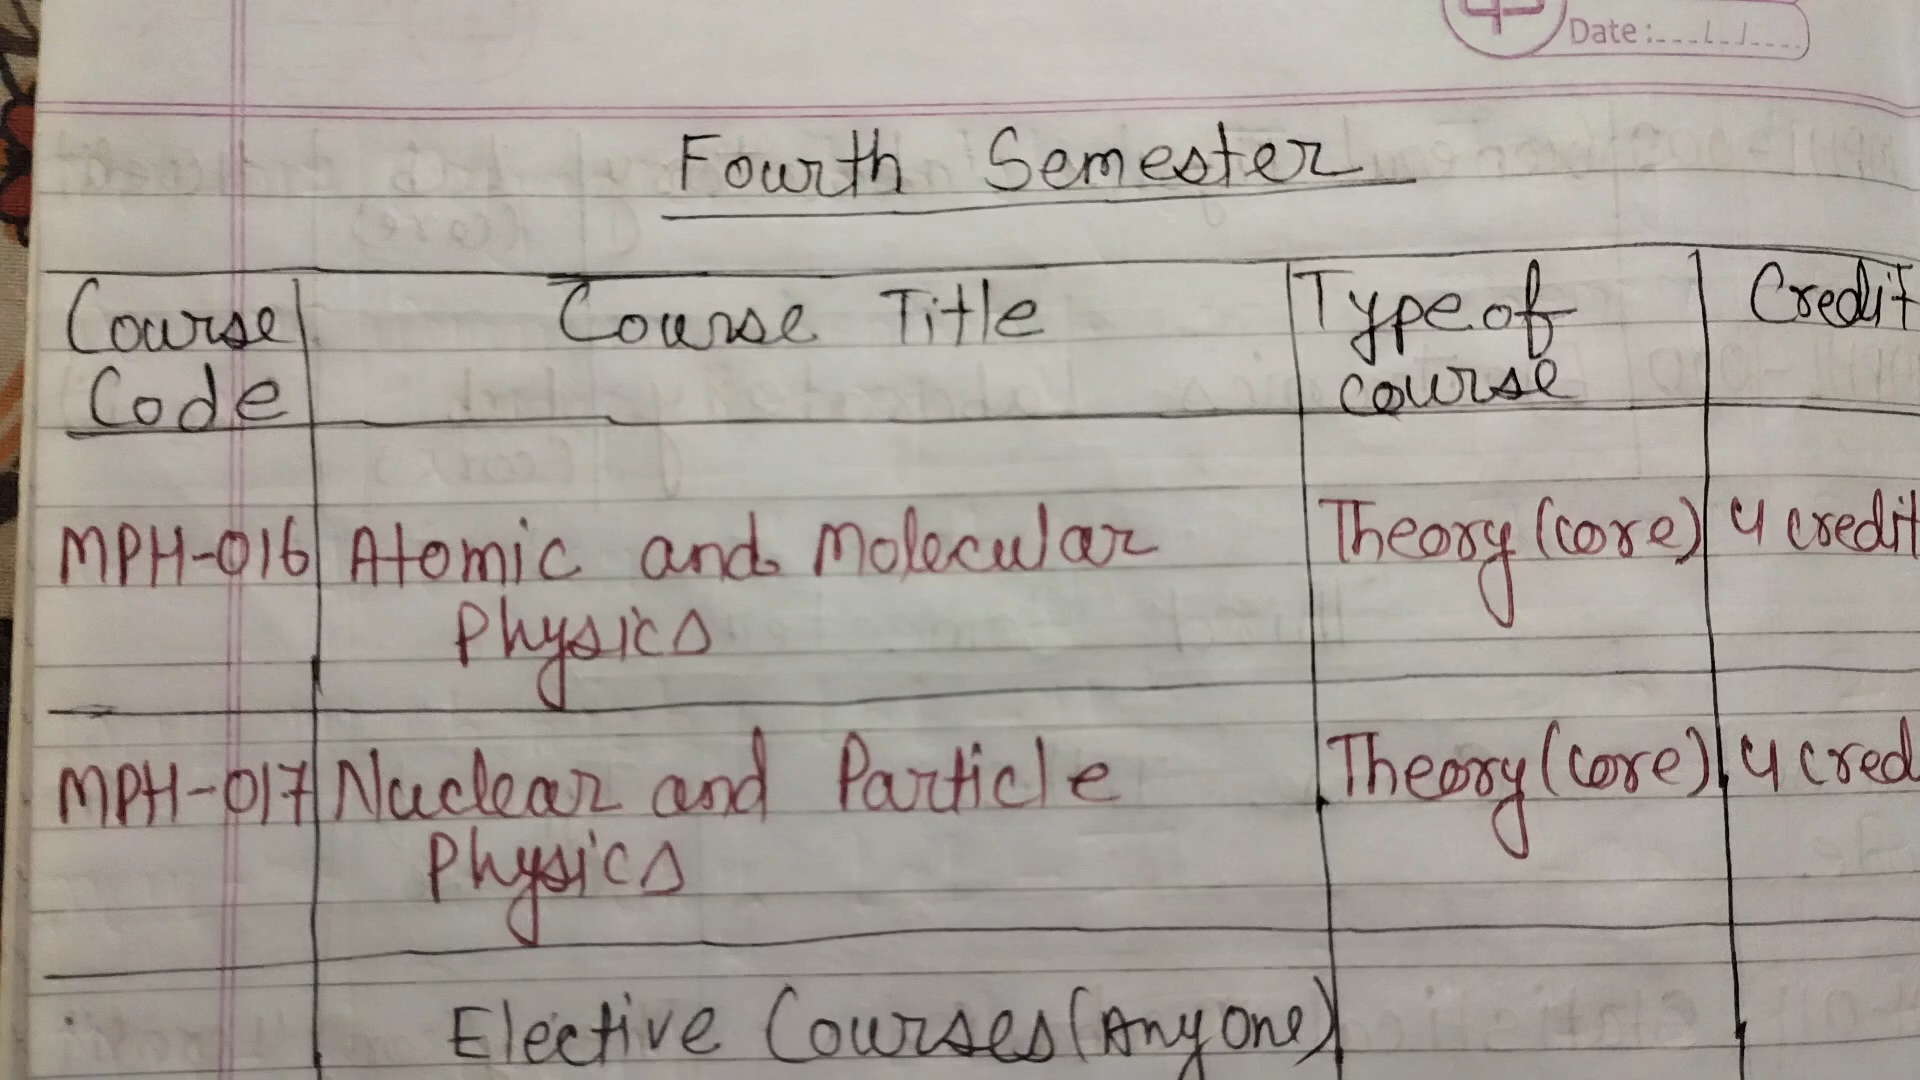 Date:
Fourth Semester
Course Code | Course Title | Type of course | Credit
MPH-016 | Atomic and Molecular Physics | Theory (core) | 4 credit
MPH-017 | Nuclear and Particle Physics | Theory (core) | 4 cred
Elective Courses (Any one)